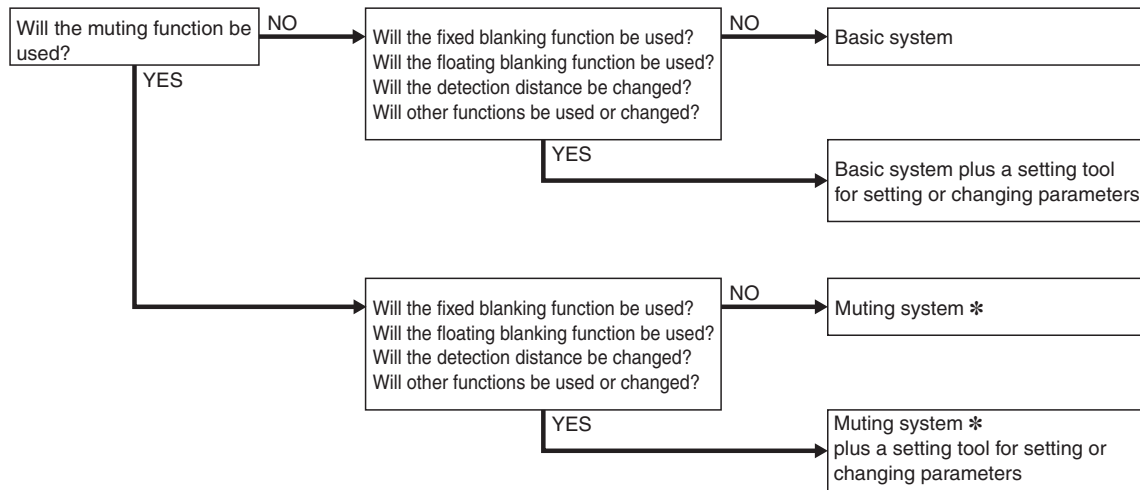 Will the muting function be
used?
NO
YES
Will the fixed blanking function be used?
Will the floating blanking function be used?
Will the detection distance be changed?
Will other functions be used or changed?
NO
Basic system
YES
Basic system plus a setting tool
for setting or changing parameters
Will the fixed blanking function be used?
Will the floating blanking function be used?
Will the detection distance be changed?
Will other functions be used or changed?
NO
Muting system *
YES
Muting system *
plus a setting tool for setting or
changing parameters